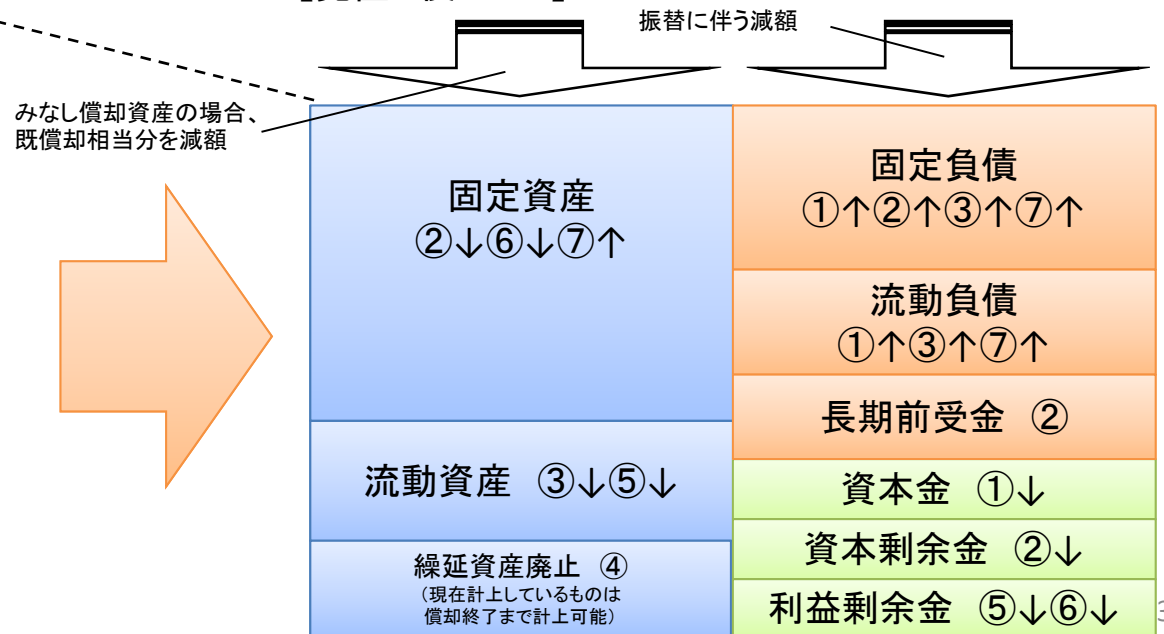 振替に伴う減額
みなし償却資産の場合、
既償却相当分を減額
固定資産
②↓⑥↓⑦↑
流動資産 ③↓⑤↓
繰延資産廃止 ④
（現在計上しているものは
償却終了まで計上可能）
固定負債
①↑②↑③↑⑦↑
流動負債
①↑③↑⑦↑
長期前受金 ②
資本金 ①↓
資本剰余金 ②↓
利益剰余金 ⑤↓⑥↓